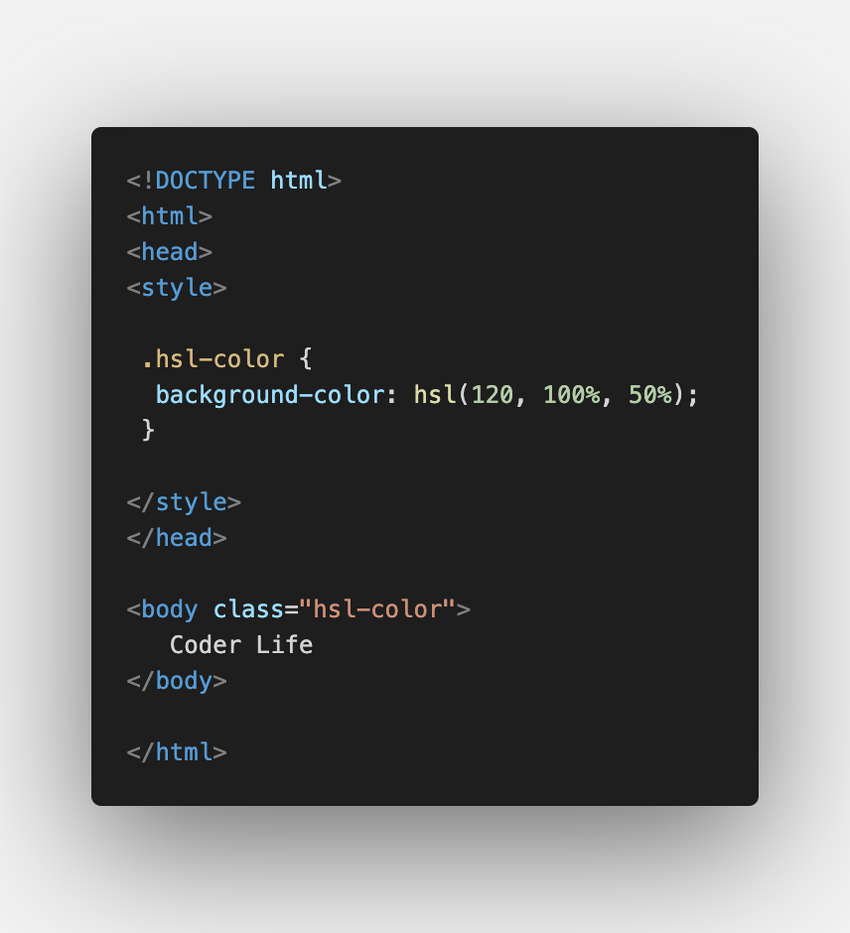 <!DOCTYPE html>
<html>
<head>
<style>
.hsl-color {
background-color: hsl(120, 100%, 50%);
}
</style>
</head>
<body class="hsl-color">
Coder Life
</body>
</html>